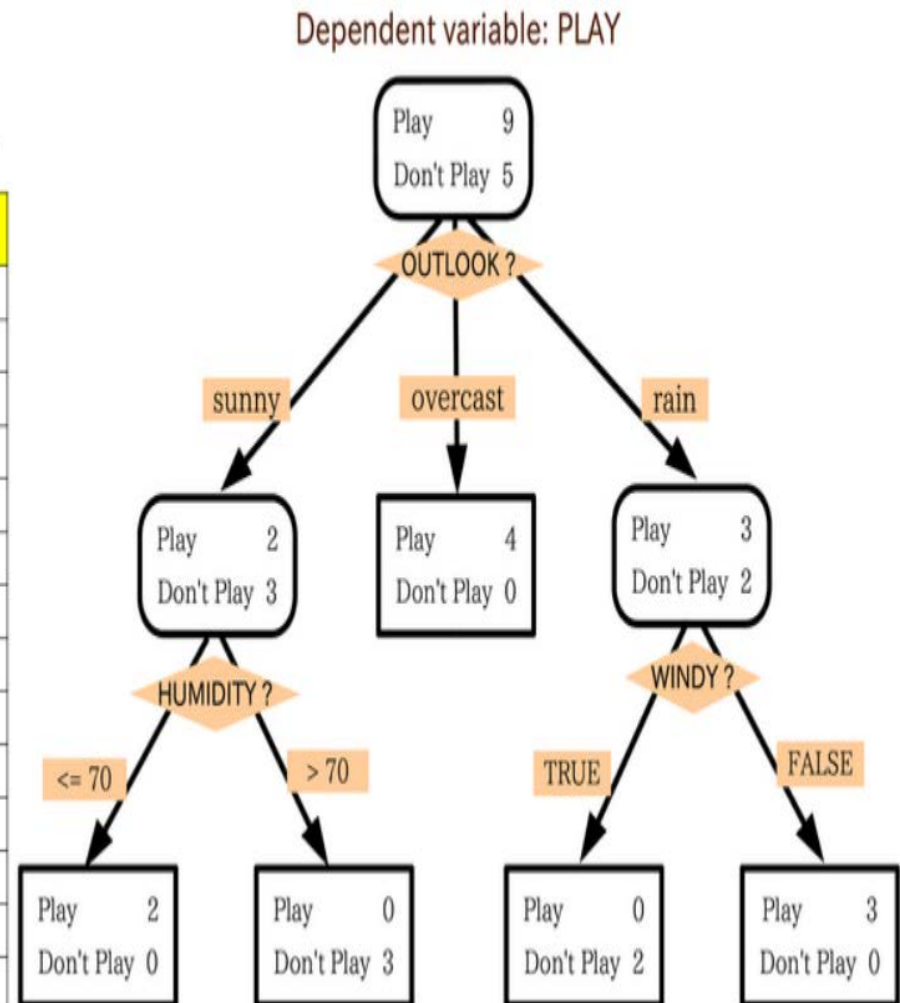 Dependent variable: PLAY
Play 9
Don't Play 5
OUTLOOK ?
sunny
overcast
rain
Play 2
Don't Play 3
Play 4
Don't Play 0
Play 3
Don't Play 2
HUMIDITY ?
WINDY ?
<= 70
> 70
TRUE
FALSE
Play 2
Don't Play 0
Play 0
Don't Play 3
Play 0
Don't Play 2
Play 3
Don't Play 0